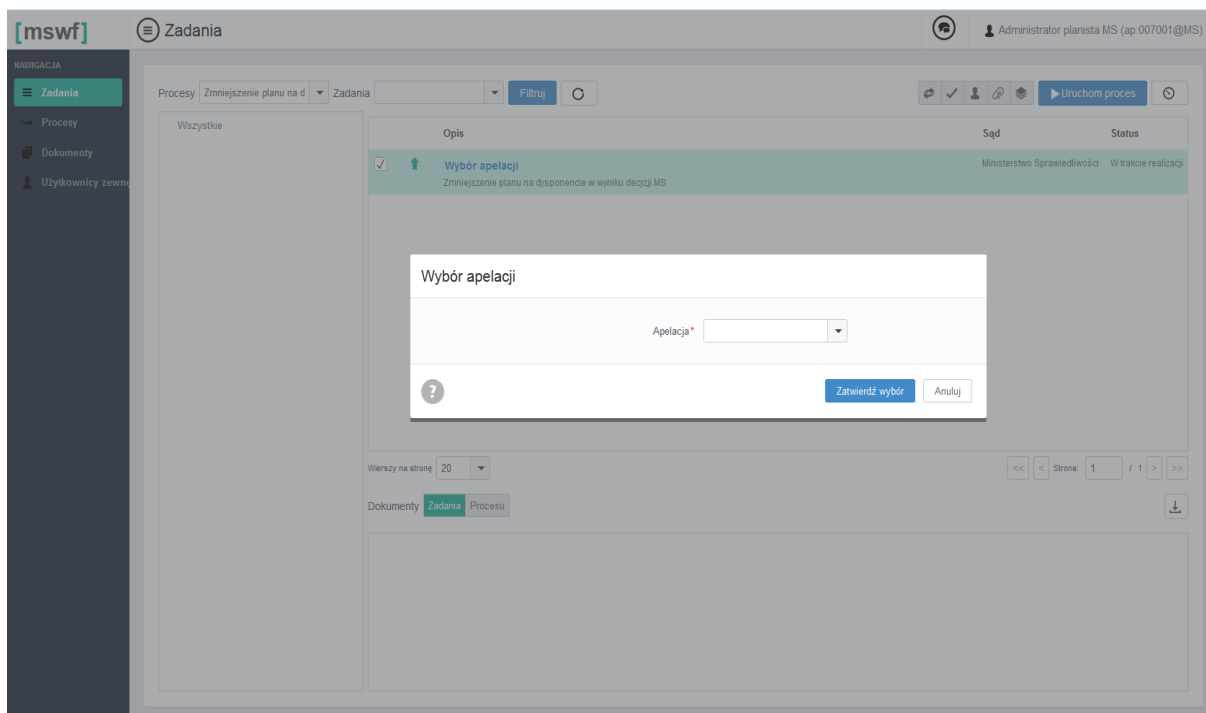 [mswf]
Zadania
Administrator planista MS (ap:007001@MS)
NAWIGACJA
Zadania
Procesy
Dokumenty
Użytkownicy zewnę
Procesy Zmniejszenie planu na d Zadania Filtruj Uruchom proces
Wszystkie
Opis Sąd Status
Wybór apelacji Ministerstwo Sprawiedliwości W trakcie realizacji
Zmniejszenie planu na dysponencie w wyniku decyzji MS
Wybór apelacji
Apelacja*
? Zatwierdź wybór Anuluj
Wierszy na stronę 20 << < Strona: 1 / 1 > >>
Dokumenty Zadania Procesu